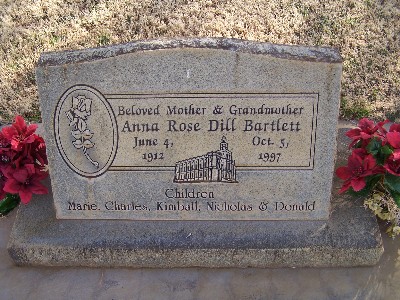 Beloved Mother & Grandmother
Anna Rose Dill Bartlett
June 4, Oct. 5,
1912 1997
Children
Marie, Charles, Kimball, Nicholas & Donald